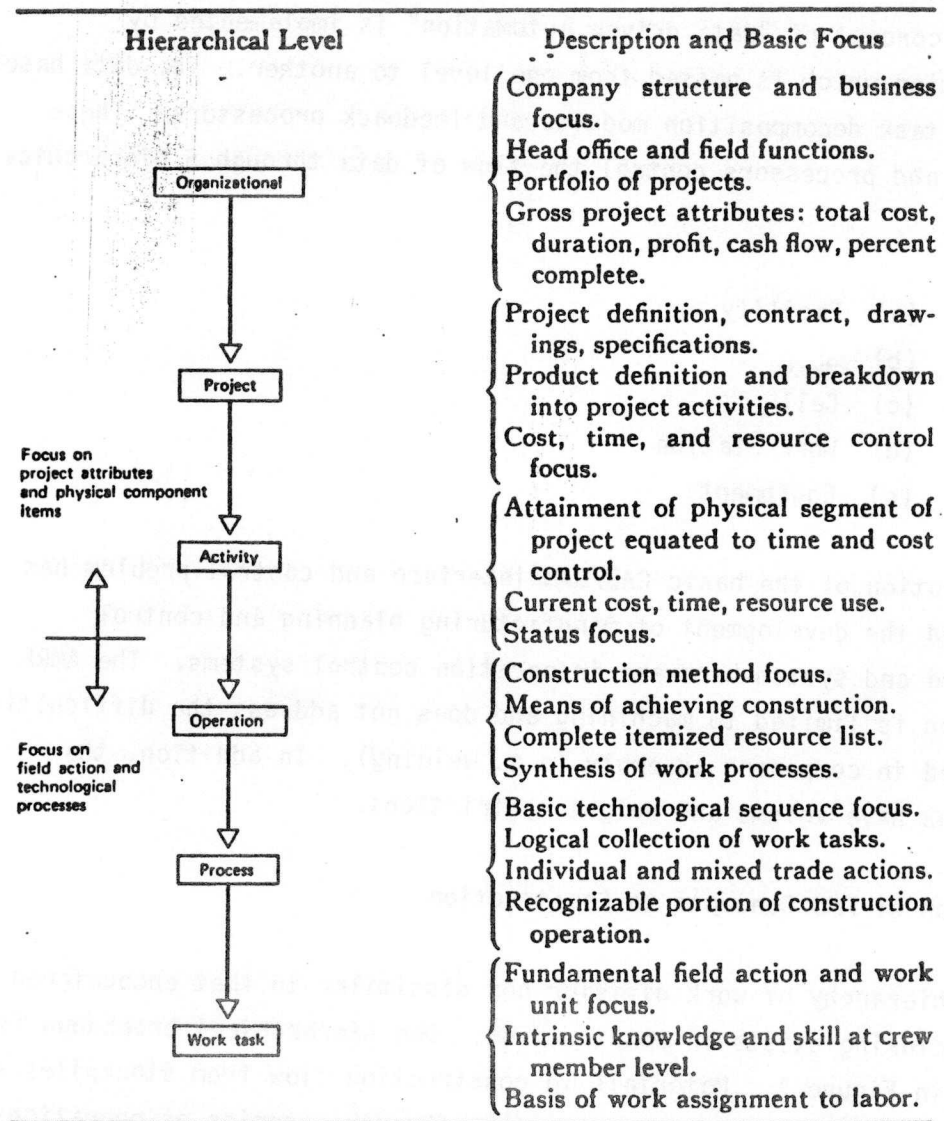 Hierarchical Level
Description and Basic Focus
Organizational
Company structure and business
focus.
Head office and field functions.
Portfolio of projects.
Gross project attributes: total cost,
duration, profit, cash flow, percent
complete.
Project
Project definition, contract, draw-
ings, specifications.
Product definition and breakdown
into project activities.
Cost, time, and resource control
focus.
Focus on
project attributes
and physical component
items
Activity
Attainment of physical segment of
project equated to time and cost
control.
Current cost, time, resource use.
Status focus.
Operation
Construction method focus.
Means of achieving construction.
Complete itemized resource list.
Synthesis of work processes.
Focus on
field action and
technological
processes
Process
Basic technological sequence focus.
Logical collection of work tasks.
Individual and mixed trade actions.
Recognizable portion of construction
operation.
Work task
Fundamental field action and work
unit focus.
Intrinsic knowledge and skill at crew
member level.
Basis of work assignment to labor.